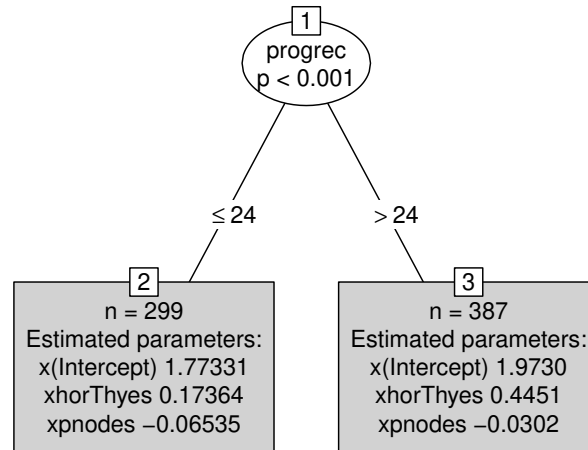 1
progrec
p < 0.001
≤ 24
> 24
2
n = 299
Estimated parameters:
x(Intercept) 1.77331
xhorThyes 0.17364
xpnodes −0.06535
3
n = 387
Estimated parameters:
x(Intercept) 1.9730
xhorThyes 0.4451
xpnodes −0.0302